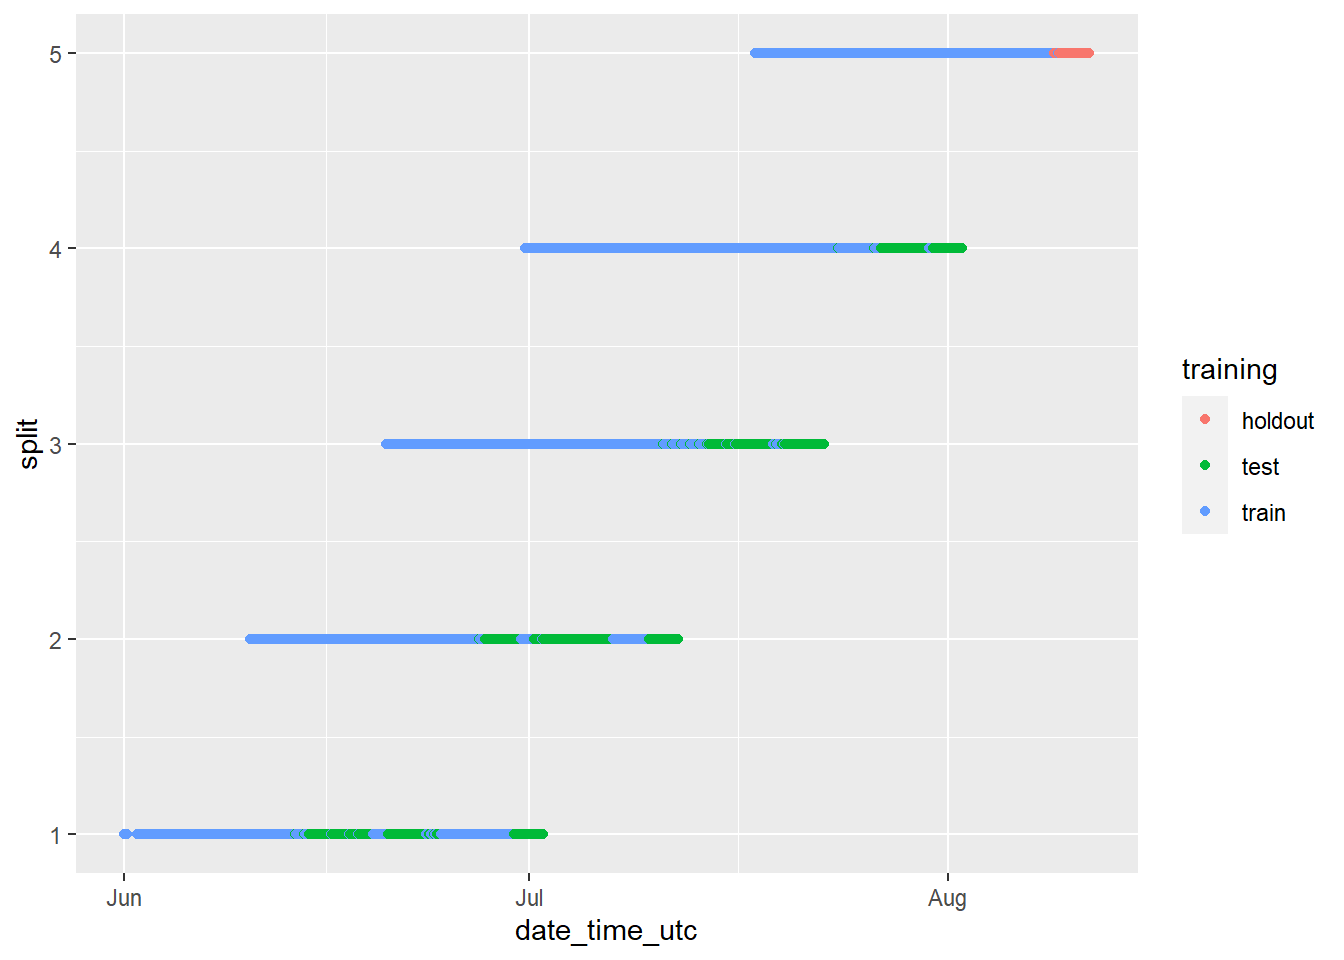 5
4
3
2
1
split
Jun
Jul
Aug
date_time_utc
training
holdout
test
train